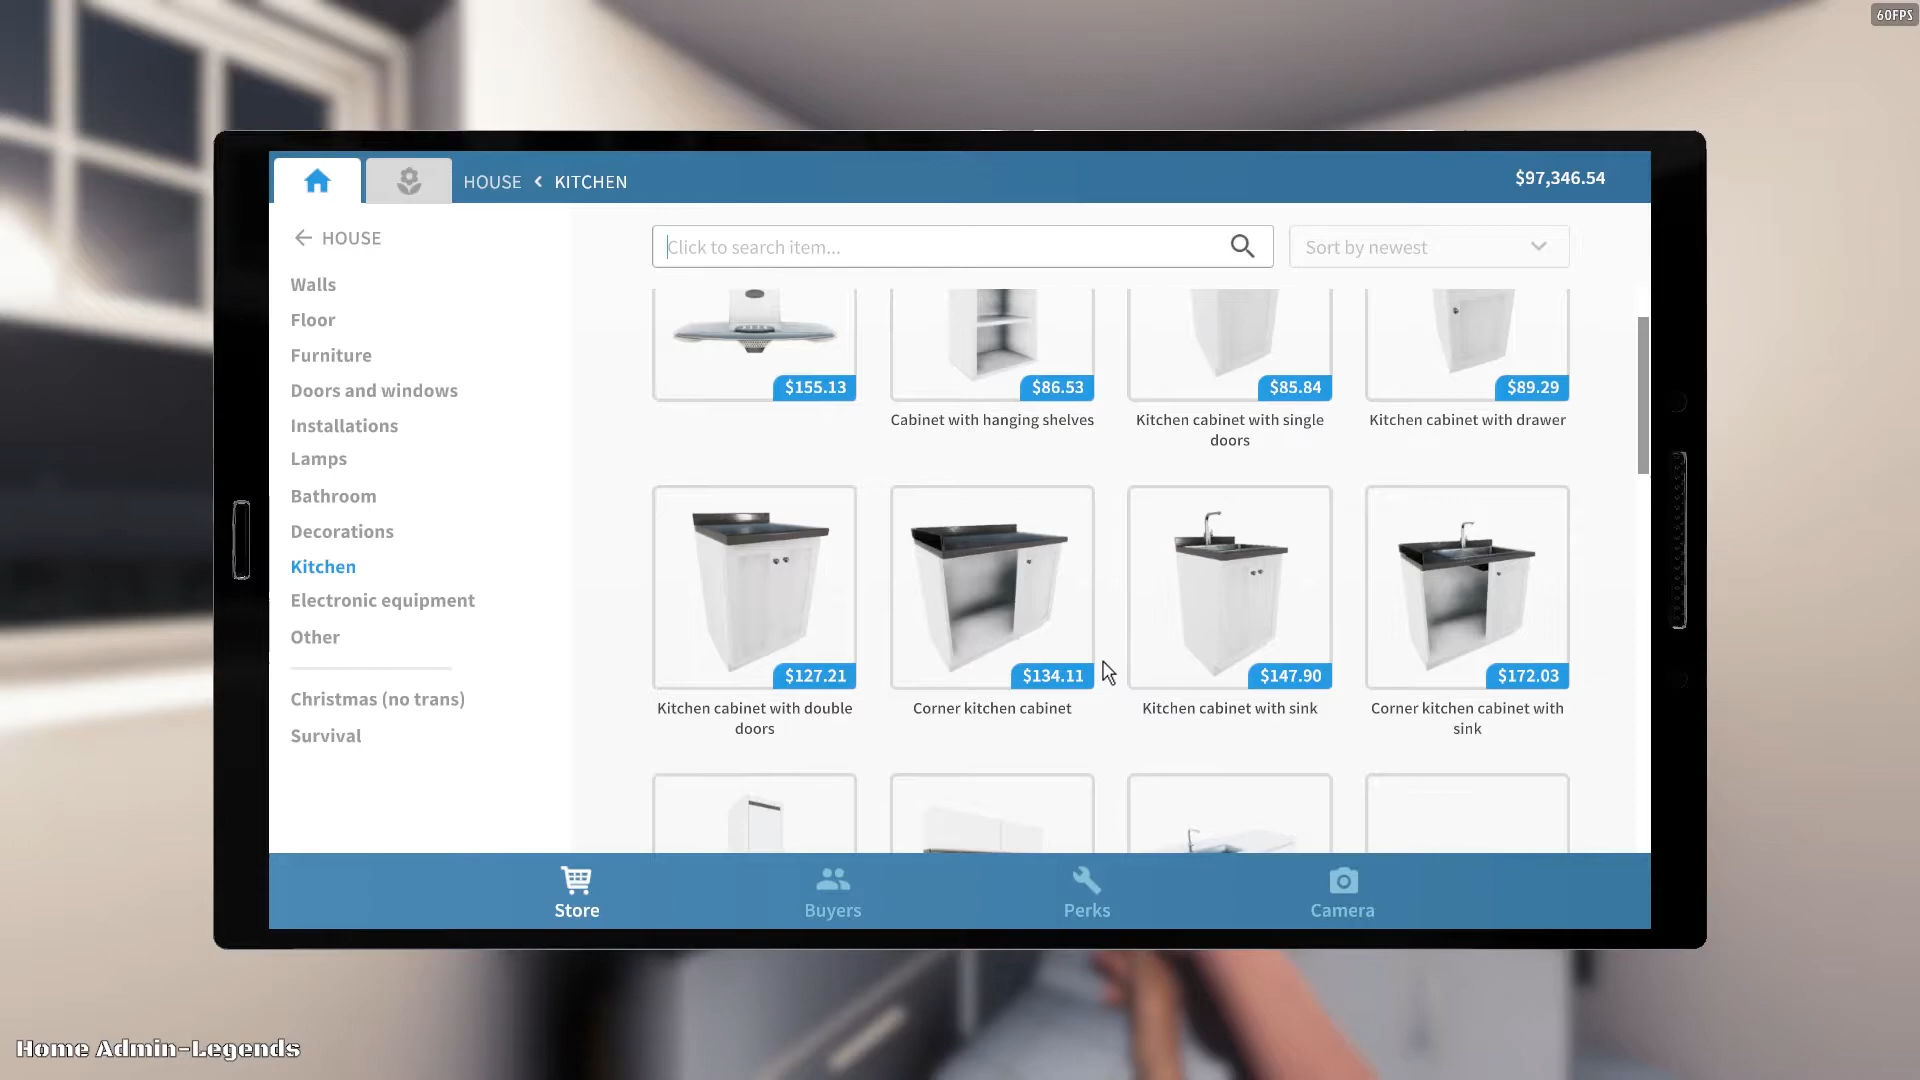 60FPS
HOUSE < KITCHEN
$97,346.54
HOUSE
Click to search item...
Sort by newest
Walls
Floor
Furniture
Doors and windows
Installations
Lamps
Bathroom
Decorations
Kitchen
Electronic equipment
Other
Christmas (no trans)
Survival
$155.13
$86.53
$85.84
$89.29
Cabinet with hanging shelves
Kitchen cabinet with single
doors
Kitchen cabinet with drawer
$127.21
$134.11
$147.90
$172.03
Kitchen cabinet with double
doors
Corner kitchen cabinet
Kitchen cabinet with sink
Corner kitchen cabinet with
sink
Store
Buyers
Perks
Camera
Home Admin-Legends